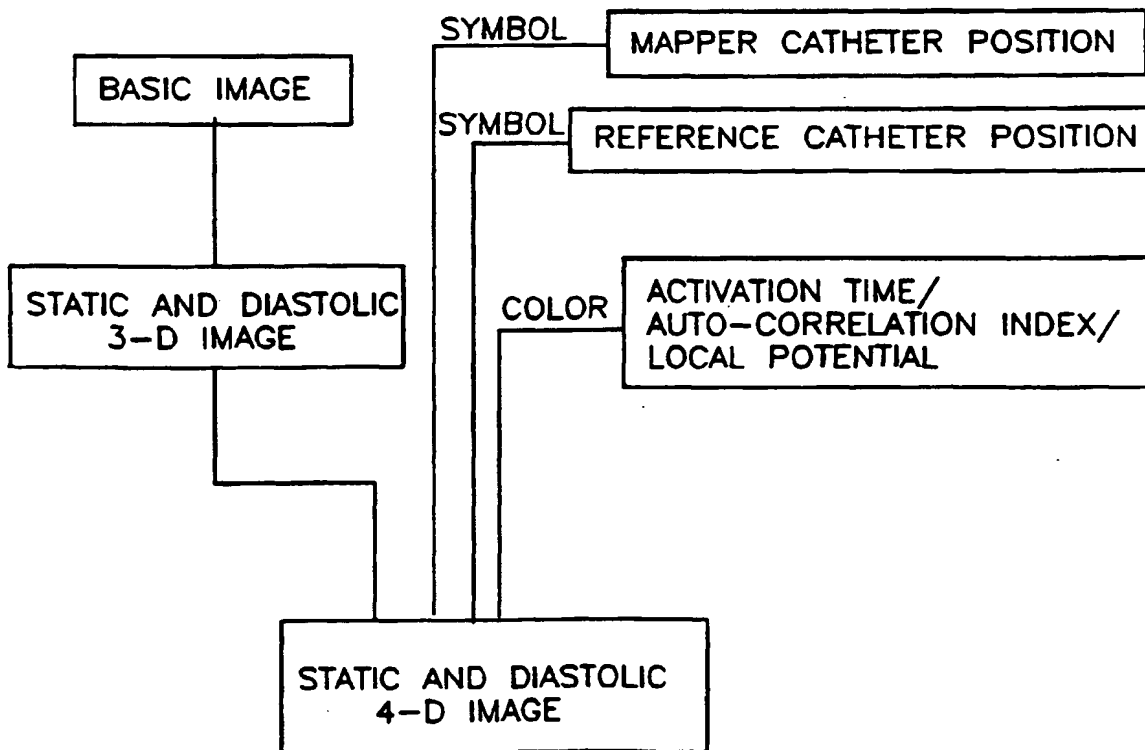 SYMBOL
MAPPER CATHETER POSITION
BASIC IMAGE
SYMBOL
REFERENCE CATHETER POSITION
STATIC AND DIASTOLIC
3-D IMAGE
COLOR
ACTIVATION TIME/
AUTO-CORRELATION INDEX/
LOCAL POTENTIAL
STATIC AND DIASTOLIC
4-D IMAGE